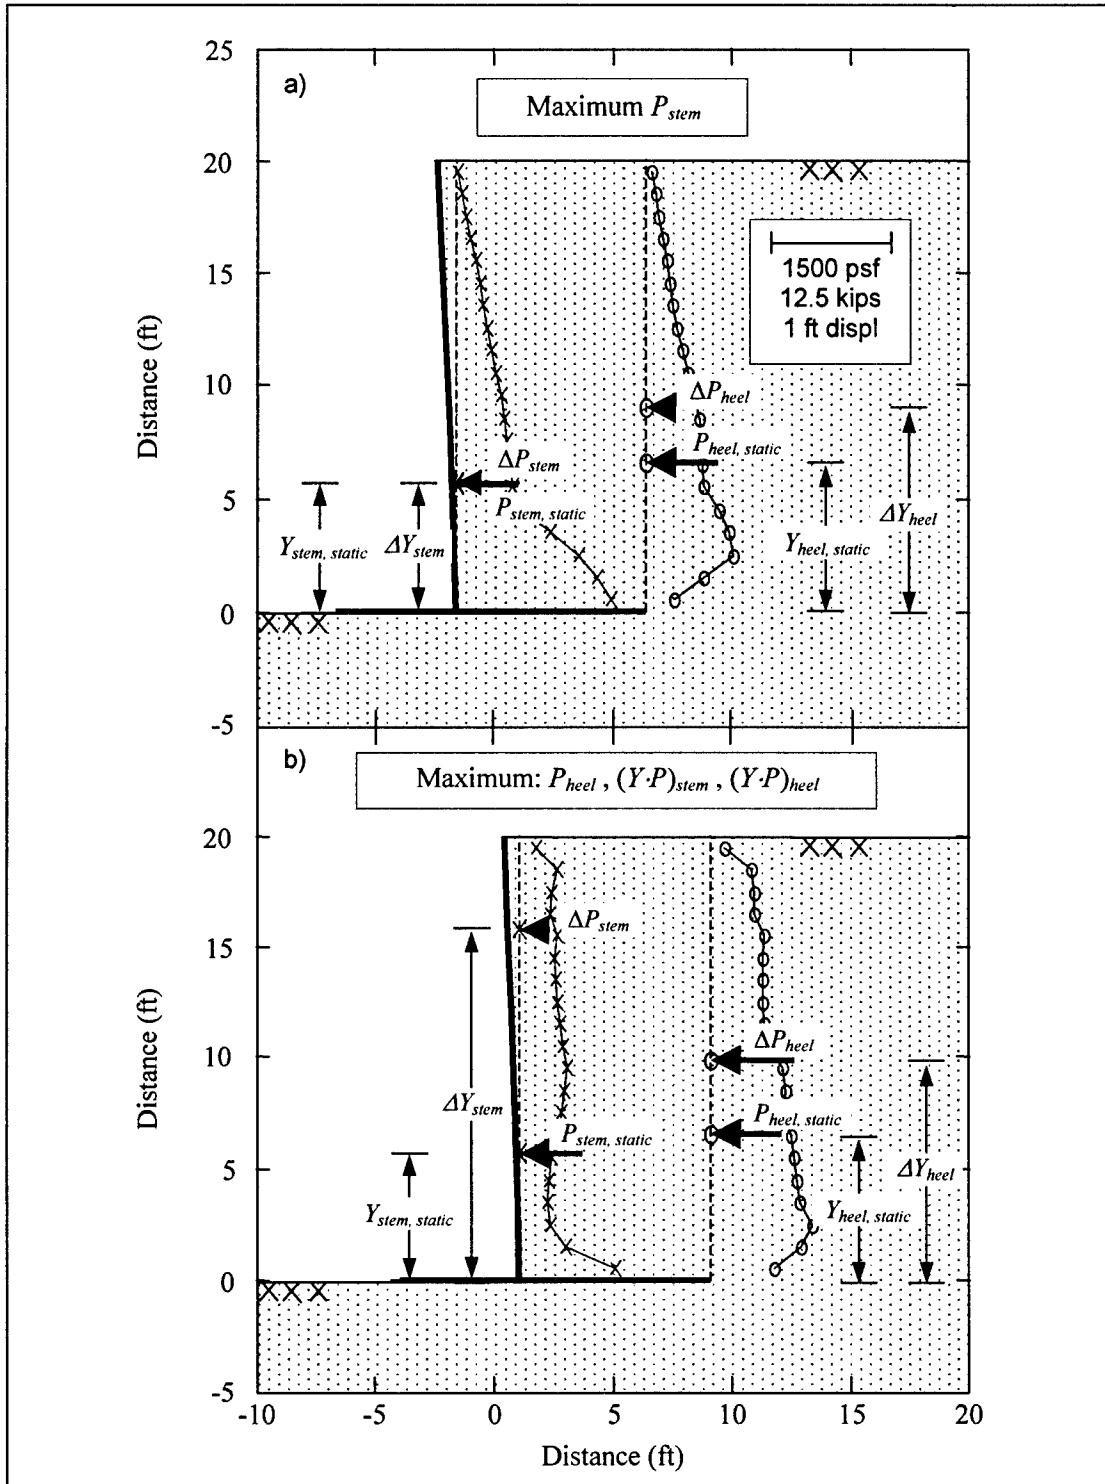 25
a)
Maximum P_stem
20
1500 psf
12.5 kips
1 ft displ
15
Distance (ft)
10
ΔP_heel
P_heel, static
ΔP_stem
5
P_stem, static
Y_stem, static
ΔY_stem
Y_heel, static
ΔY_heel
0
-5
b)
Maximum: P_heel , (Y·P)_stem , (Y·P)_heel
20
ΔP_stem
15
Distance (ft)
10
ΔP_heel
ΔY_stem
P_stem, static
P_heel, static
5
Y_stem, static
Y_heel, static
ΔY_heel
0
-5
-10 -5 0 5 10 15 20
Distance (ft)